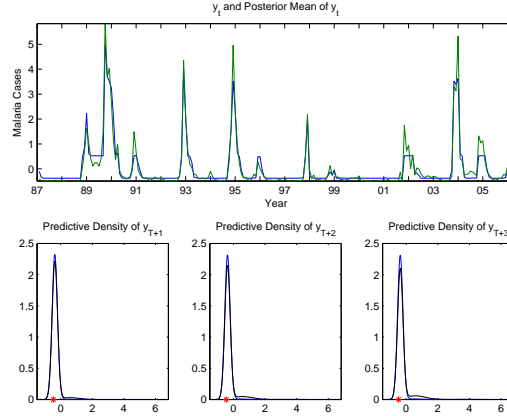 y_t and Posterior Mean of y_t
Malaria Cases
5
4
3
2
1
0
87 89 91 93 95 97 99 01 03 05
Year
Predictive Density of y_T+1
2.5
2
1.5
1
0.5
0
0 2 4 6
Predictive Density of y_T+2
2.5
2
1.5
1
0.5
0
0 2 4 6
Predictive Density of y_T+3
2.5
2
1.5
1
0.5
0
0 2 4 6